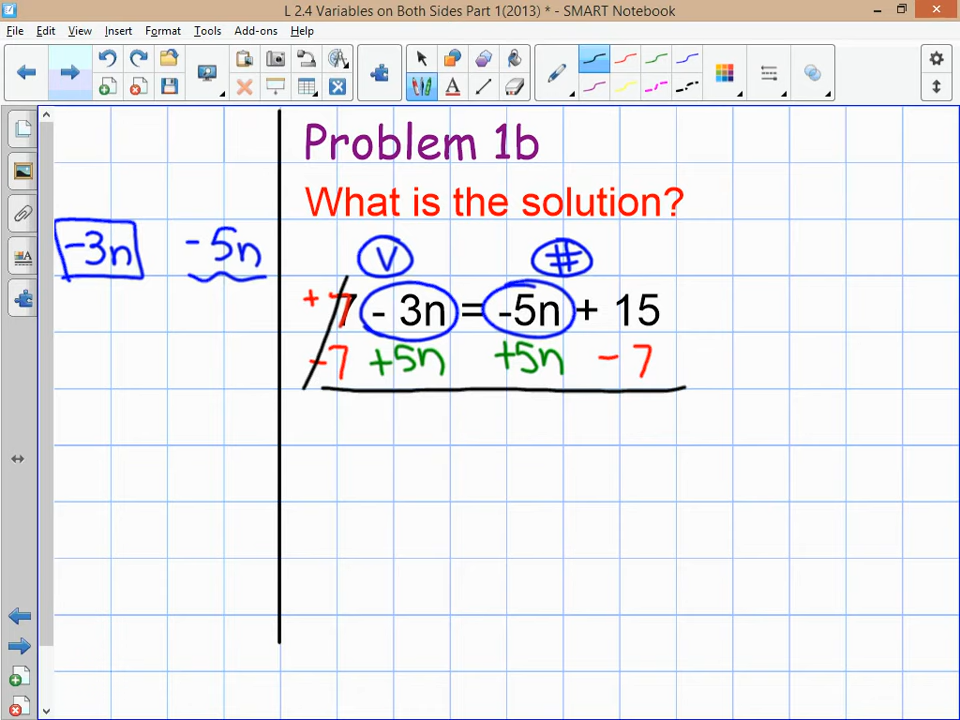 L 2.4 Variables on Both Sides Part 1(2013) * - SMART Notebook
File Edit View Insert Format Tools Add-ons Help
Problem 1b
What is the solution?
-3n -5n
V #
+7
7 - 3n = -5n + 15
-7 +5n +5n - 7